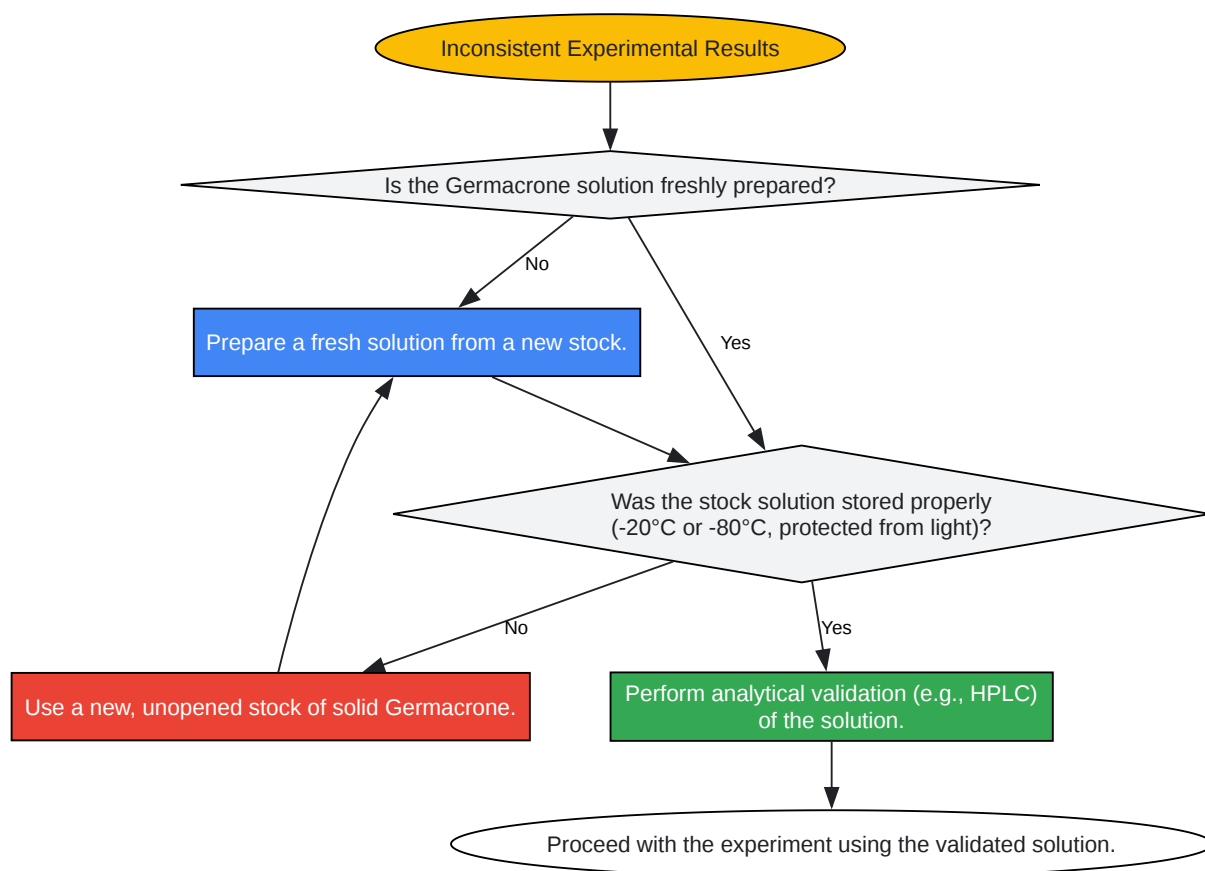 Inconsistent Experimental Results
Is the Germacrone solution freshly prepared?
No
Prepare a fresh solution from a new stock.
Yes
Was the stock solution stored properly
(-20°C or -80°C, protected from light)?
No
Yes
Use a new, unopened stock of solid Germacrone.
Perform analytical validation (e.g., HPLC)
of the solution.
Proceed with the experiment using the validated solution.